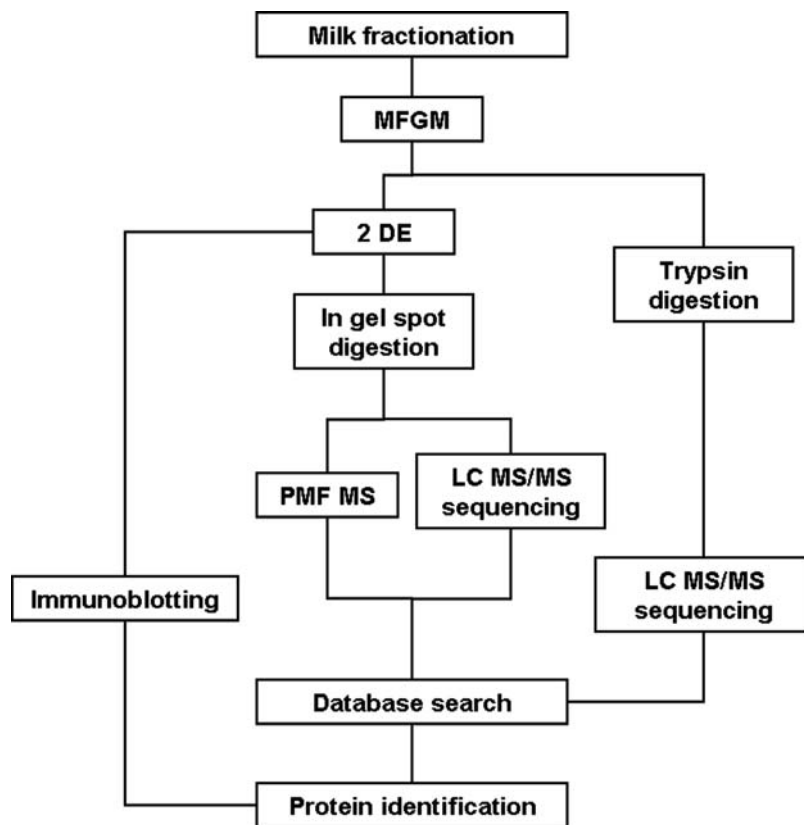 Milk fractionation
MFGM
2 DE
Trypsin
digestion
In gel spot
digestion
PMF MS
LC MS/MS
sequencing
Immunoblotting
LC MS/MS
sequencing
Database search
Protein identification